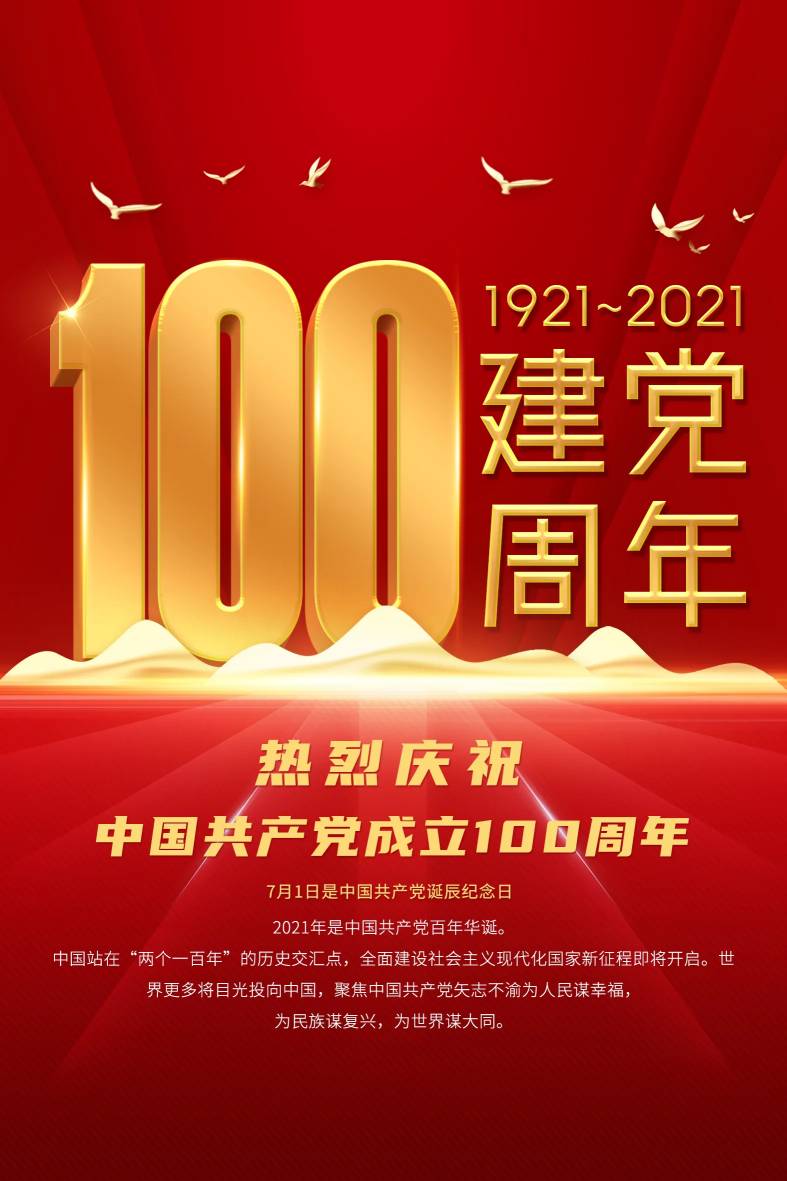 100
1921~2021
建党
周年
热烈庆祝
中国共产党成立100周年
7月1日是中国共产党诞辰纪念日
2021年是中国共产党百年华诞。
中国站在“两个一百年”的历史交汇点，全面建设社会主义现代化国家新征程即将开启。世
界更多将目光投向中国，聚焦中国共产党矢志不渝为人民谋幸福，
为民族谋复兴，为世界谋大同。